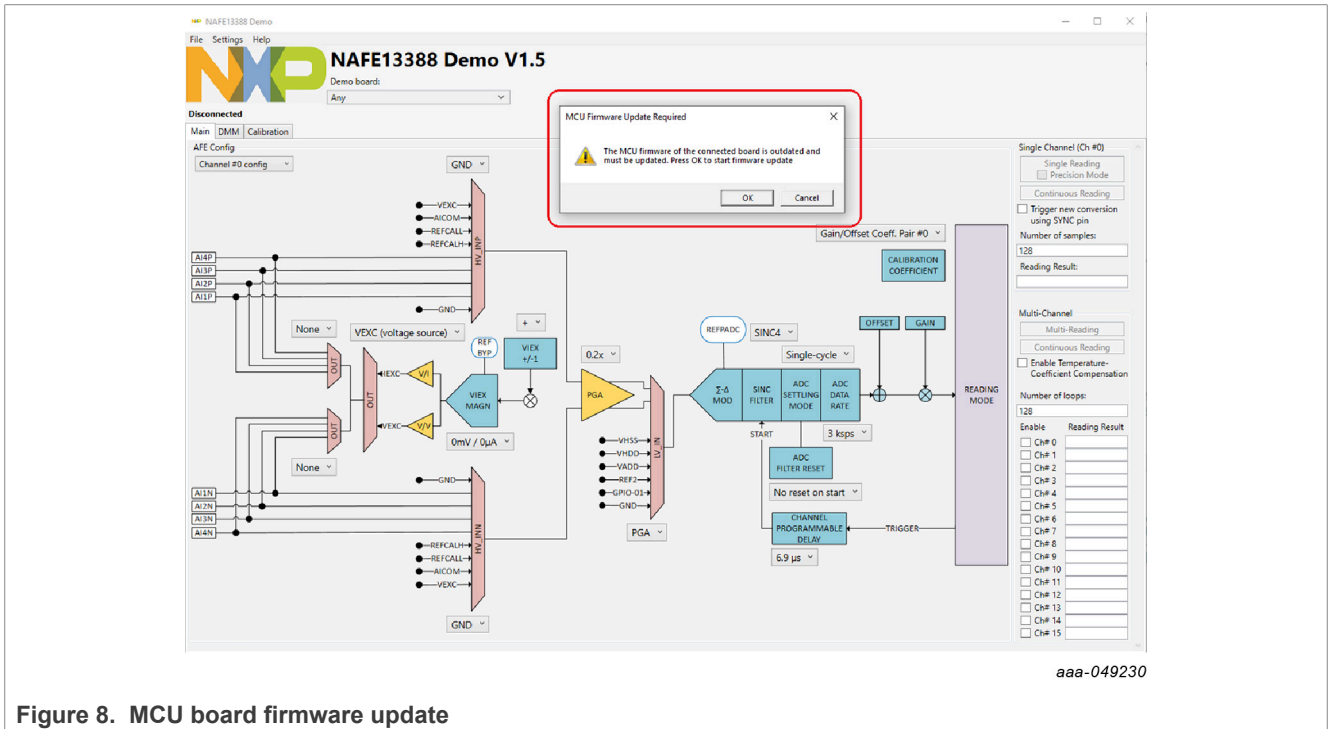 NAFE13388 Demo
File Settings Help
NXP
NAFE13388 Demo V1.5
Demo board:
Any
Disconnected
Main DMM Calibration
MCU Firmware Update Required
The MCU firmware of the connected board is outdated and
must be updated. Press OK to start firmware update
OK Cancel
AFE Config
Channel #0 config
GND
VEXC
AICOM
REFCALL
REFCALH
HV_INP
GND
AI4P
AI3P
AI2P
AI1P
None
VEXC (voltage source)
OUT
OUT
OUT
IEXC
VEXC
V/I
V/V
REF
BYP
VIEX
MAGN
+
VIEX
+/-1
0mV / 0µA
None
AI1N
AI2N
AI3N
AI4N
GND
HV_INN
REFCALH
REFCALL
AICOM
VEXC
GND
0.2x
PGA
VHSS
VHDD
VADD
REF2
GPIO-01
GND
LV_IN
PGA
REFPADC
SINC4
Single-cycle
Σ-Δ
MOD
SINC
FILTER
ADC
SETTLING
MODE
ADC
DATA
RATE
START
3 ksps
ADC
FILTER RESET
No reset on start
CHANNEL
PROGRAMMABLE
DELAY
TRIGGER
6.9 µs
Gain/Offset Coeff. Pair #0
CALIBRATION
COEFFICIENT
OFFSET
GAIN
READING
MODE
Single Channel (Ch #0)
Single
Reading
Precision Mode
Continuous Reading
Trigger new conversion
using SYNC pin
Number of samples:
128
Reading Result:
Multi-Channel
Multi-Reading
Continuous Reading
Enable Temperature-
Coefficient Compensation
Number of loops:
128
Enable Reading Result
Ch# 0
Ch# 1
Ch# 2
Ch# 3
Ch# 4
Ch# 5
Ch# 6
Ch# 7
Ch# 8
Ch# 9
Ch# 10
Ch# 11
Ch# 12
Ch# 13
Ch# 14
Ch# 15
aaa-049230
Figure 8. MCU board firmware update